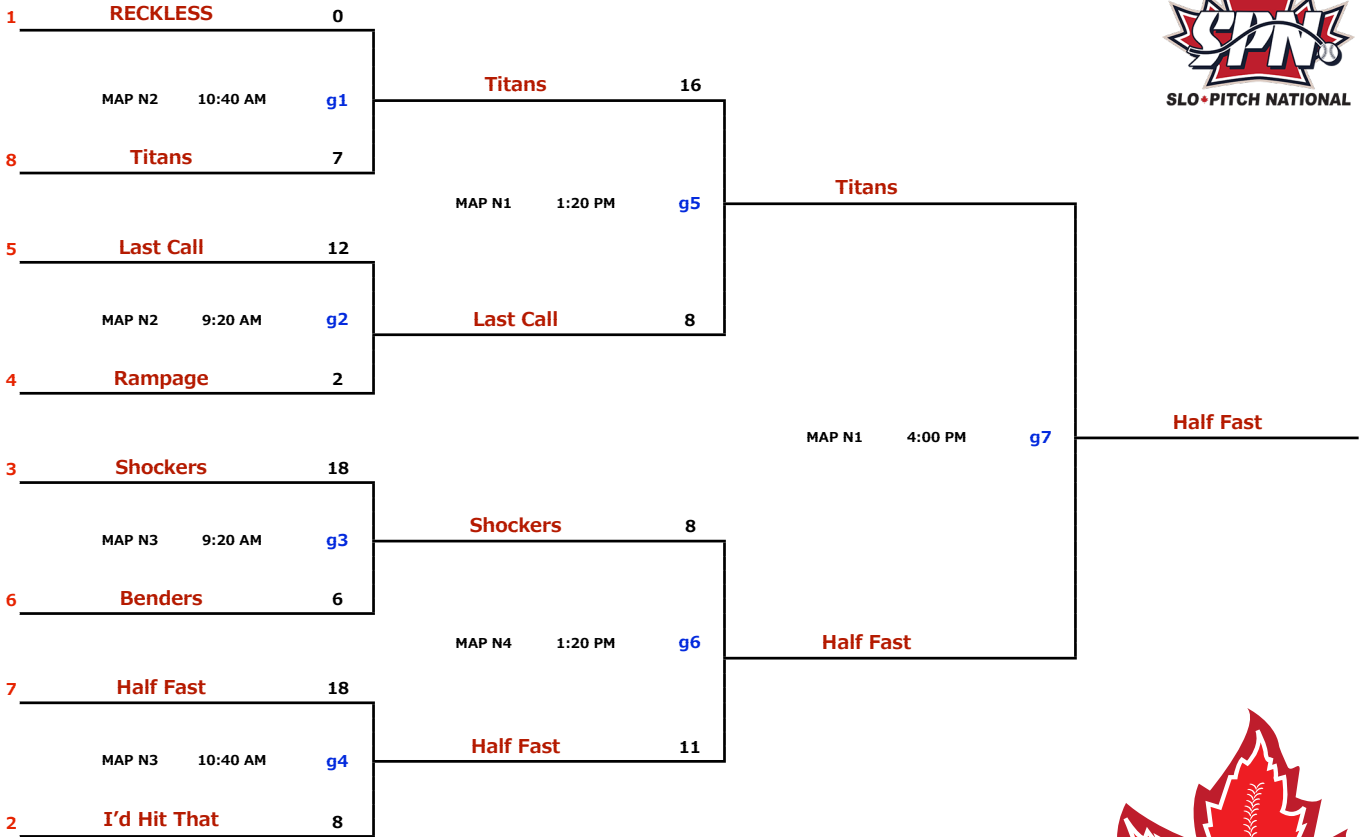 1 RECKLESS 0
MAP N2 10:40 AM g1
8 Titans 7
Titans 16
MAP N1 1:20 PM g5
5 Last Call 12
MAP N2 9:20 AM g2
4 Rampage 2
Last Call 8
Titans
MAP N1 4:00 PM g7
Half Fast
3 Shockers 18
MAP N3 9:20 AM g3
6 Benders 6
Shockers 8
MAP N4 1:20 PM g6
7 Half Fast 18
MAP N3 10:40 AM g4
2 I’d Hit That 8
Half Fast 11
Half Fast
SPN
SLO PITCH NATIONAL